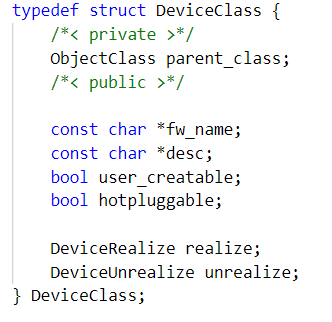 typedef struct DeviceClass {
    /*< private >*/
    ObjectClass parent_class;
    /*< public >*/

    const char *fw_name;
    const char *desc;
    bool user_creatable;
    bool hotpluggable;

    DeviceRealize realize;
    DeviceUnrealize unrealize;
} DeviceClass;